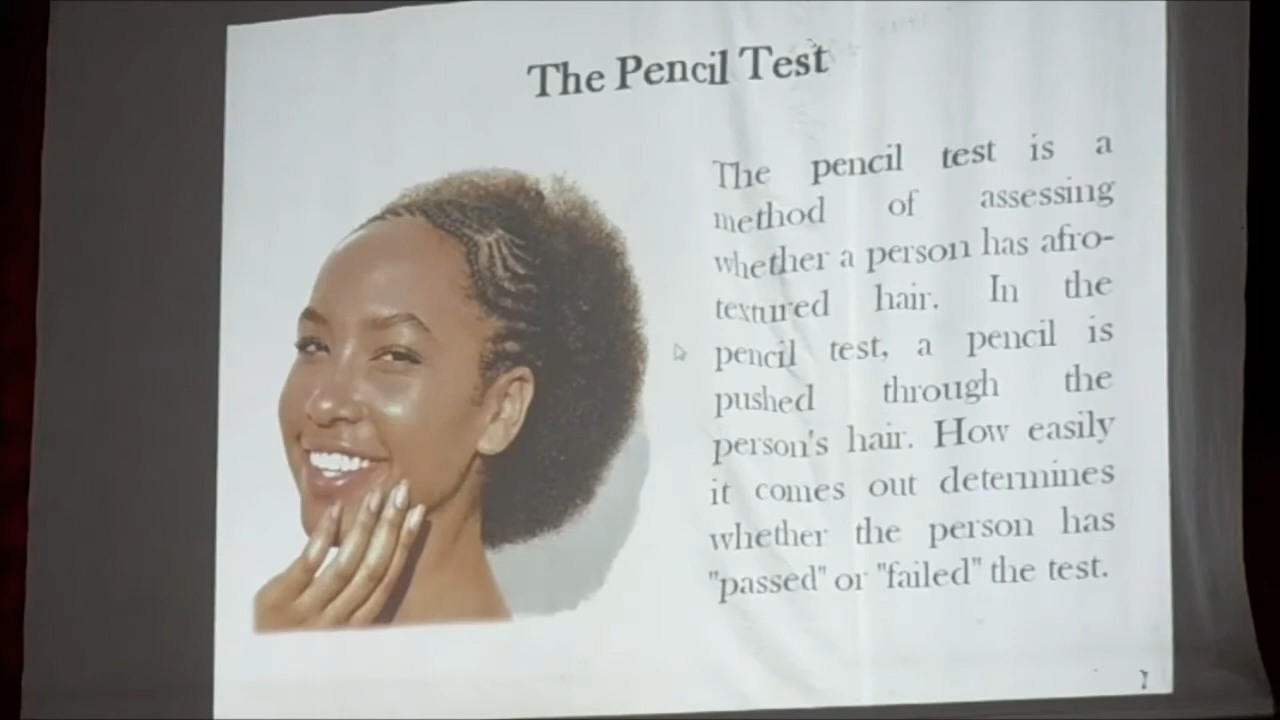 The Pencil Test
The pencil test is a
method of assessing
whether a person has afro-
textured hair. In the
pencil test, a pencil is
pushed through the
person's hair. How easily
it comes out determines
whether the person has
"passed" or "failed" the test.
7